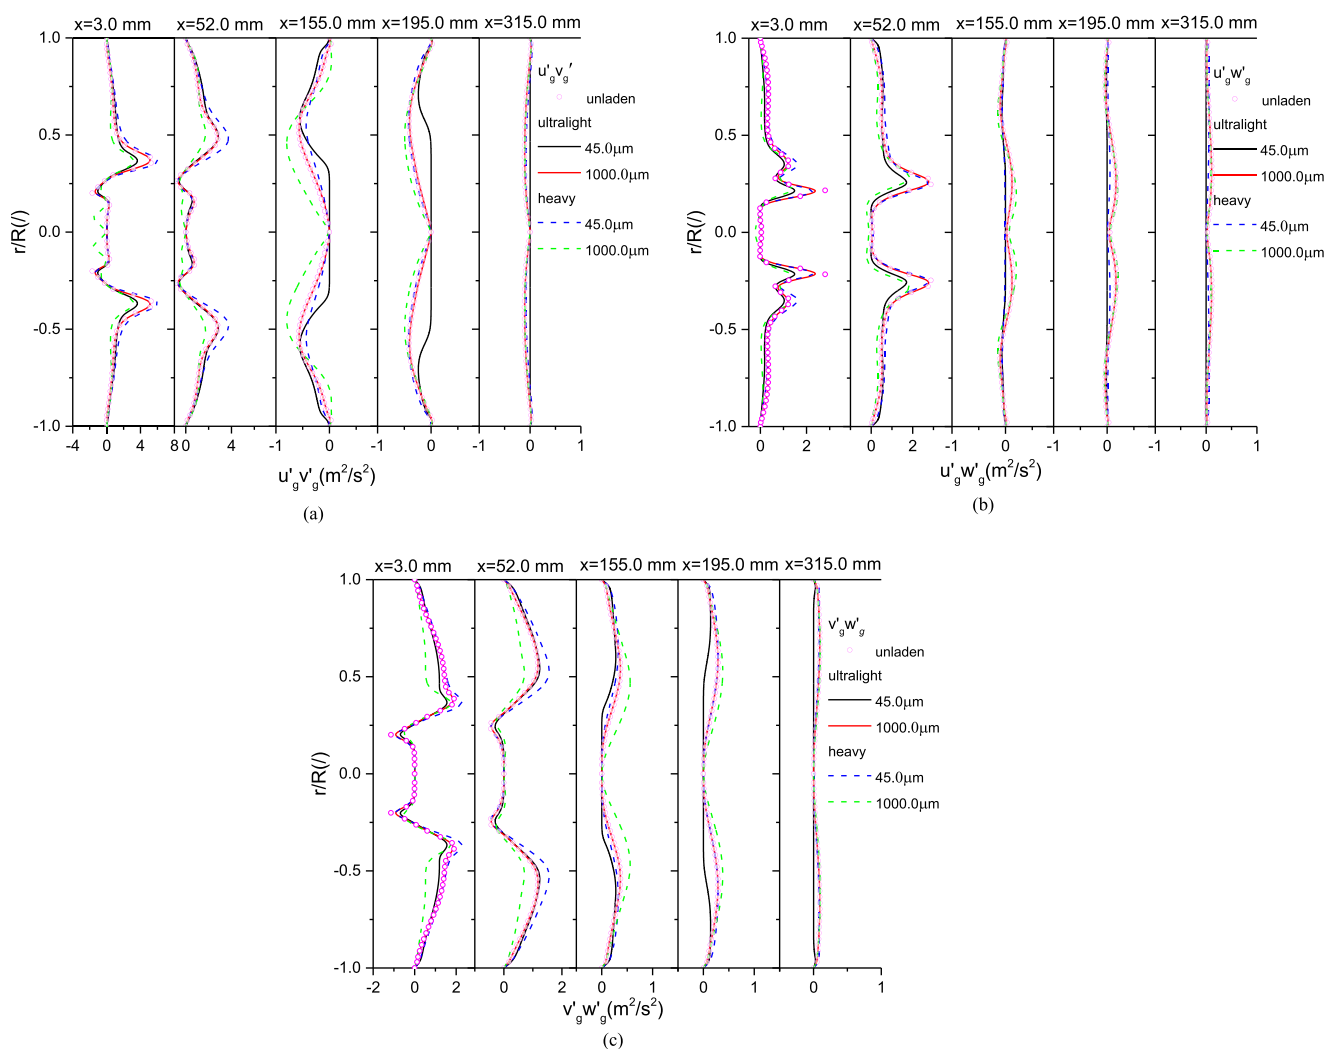 x=3.0 mm x=52.0 mm x=155.0 mm x=195.0 mm x=315.0 mm
1.0
0.5
0.0
-0.5
-1.0
r/R(/)
u'gvg'
unladen
ultralight
45.0μm
1000.0μm
heavy
45.0μm
1000.0μm
-4 0 4 8 0 4 -1 0 -1 0 -1 0 1
u'gv'g(m2/s2)
(a)
x=3.0 mm x=52.0 mm x=155.0 mm x=195.0 mm x=315.0 mm
1.0
0.5
0.0
-0.5
-1.0
r/R(/)
u'gw'g
unladen
ultralight
45.0μm
1000.0μm
heavy
45.0μm
1000.0μm
0 2 0 2 -1 0 -1 0 -1 0 1
u'gw'g(m2/s2)
(b)
x=3.0 mm x=52.0 mm x=155.0 mm x=195.0 mm x=315.0 mm
1.0
0.5
0.0
-0.5
-1.0
r/R(/)
v'gw'g
unladen
ultralight
45.0μm
1000.0μm
heavy
45.0μm
1000.0μm
-2 0 2 0 2 0 1 0 1 0 1
v'gw'g(m2/s2)
(c)